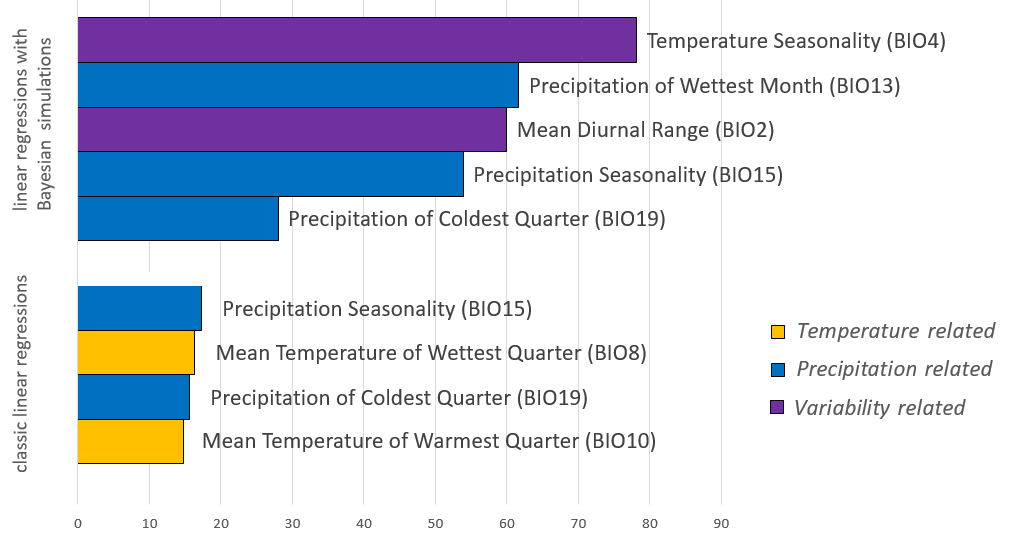 linear regressions with
Bayesian simulations
Temperature Seasonality (BIO4)
Precipitation of Wettest Month (BIO13)
Mean Diurnal Range (BIO2)
Precipitation Seasonality (BIO15)
Precipitation of Coldest Quarter (BIO19)
classic linear regressions
Precipitation Seasonality (BIO15)
Mean Temperature of Wettest Quarter (BIO8)
Precipitation of Coldest Quarter (BIO19)
Mean Temperature of Warmest Quarter (BIO10)
Temperature related
Precipitation related
Variability related
0 10 20 30 40 50 60 70 80 90